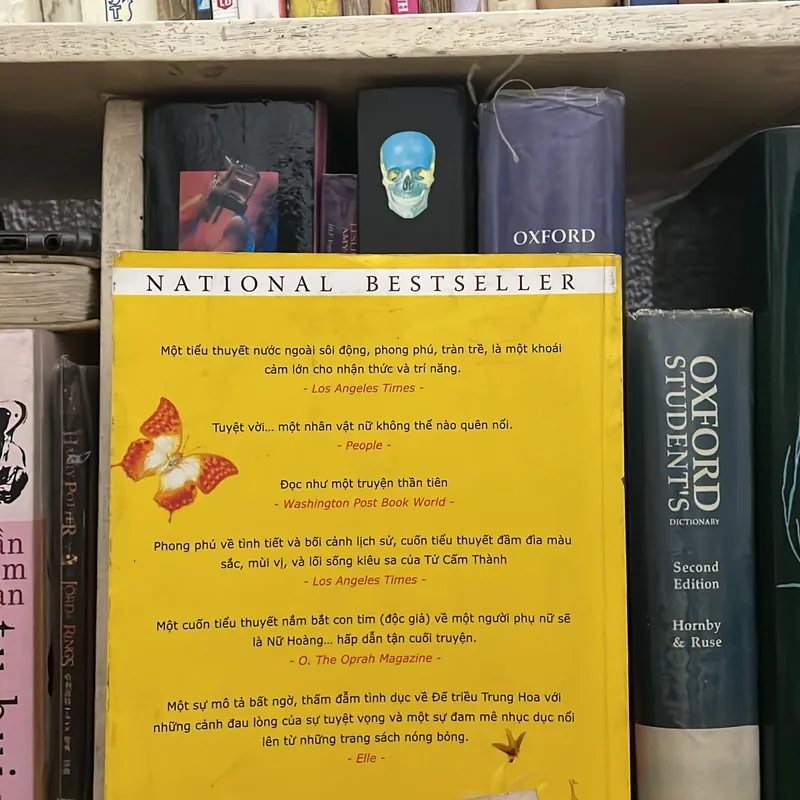 OXFORD
NATIONAL BESTSELLER
Một tiểu thuyết nước ngoài sôi động, phong phú, tràn trề, là một khoái
cảm lớn cho nhận thức và trí năng.
- Los Angeles Times -
Tuyệt vời... một nhân vật nữ không thể nào quên nổi.
- People -
Đọc như một truyện thần tiên
- Washington Post Book World -
Phong phú về tình tiết và bối cảnh lịch sử, cuốn tiểu thuyết đầm đìa màu
sắc, mùi vị, và lối sống kiêu sa của Tử Cấm Thành
- Los Angeles Times -
Một cuốn tiểu thuyết nắm bắt con tim (độc giả) về một người phụ nữ sẽ
là Nữ Hoàng... hấp dẫn tận cuối truyện.
- O. The Oprah Magazine -
Một sự mô tả bất ngờ, thấm đẫm tình dục về Đế triều Trung Hoa với
những cảnh đau lòng của sự tuyệt vọng và một sự đam mê nhục dục nổi
lên từ những trang sách nóng bỏng.
- Elle -
HARRY POTTER
LORD RINGS
OXFORD
STUDENT'S
DICTIONARY
Second
Edition
Hornby
& Ruse